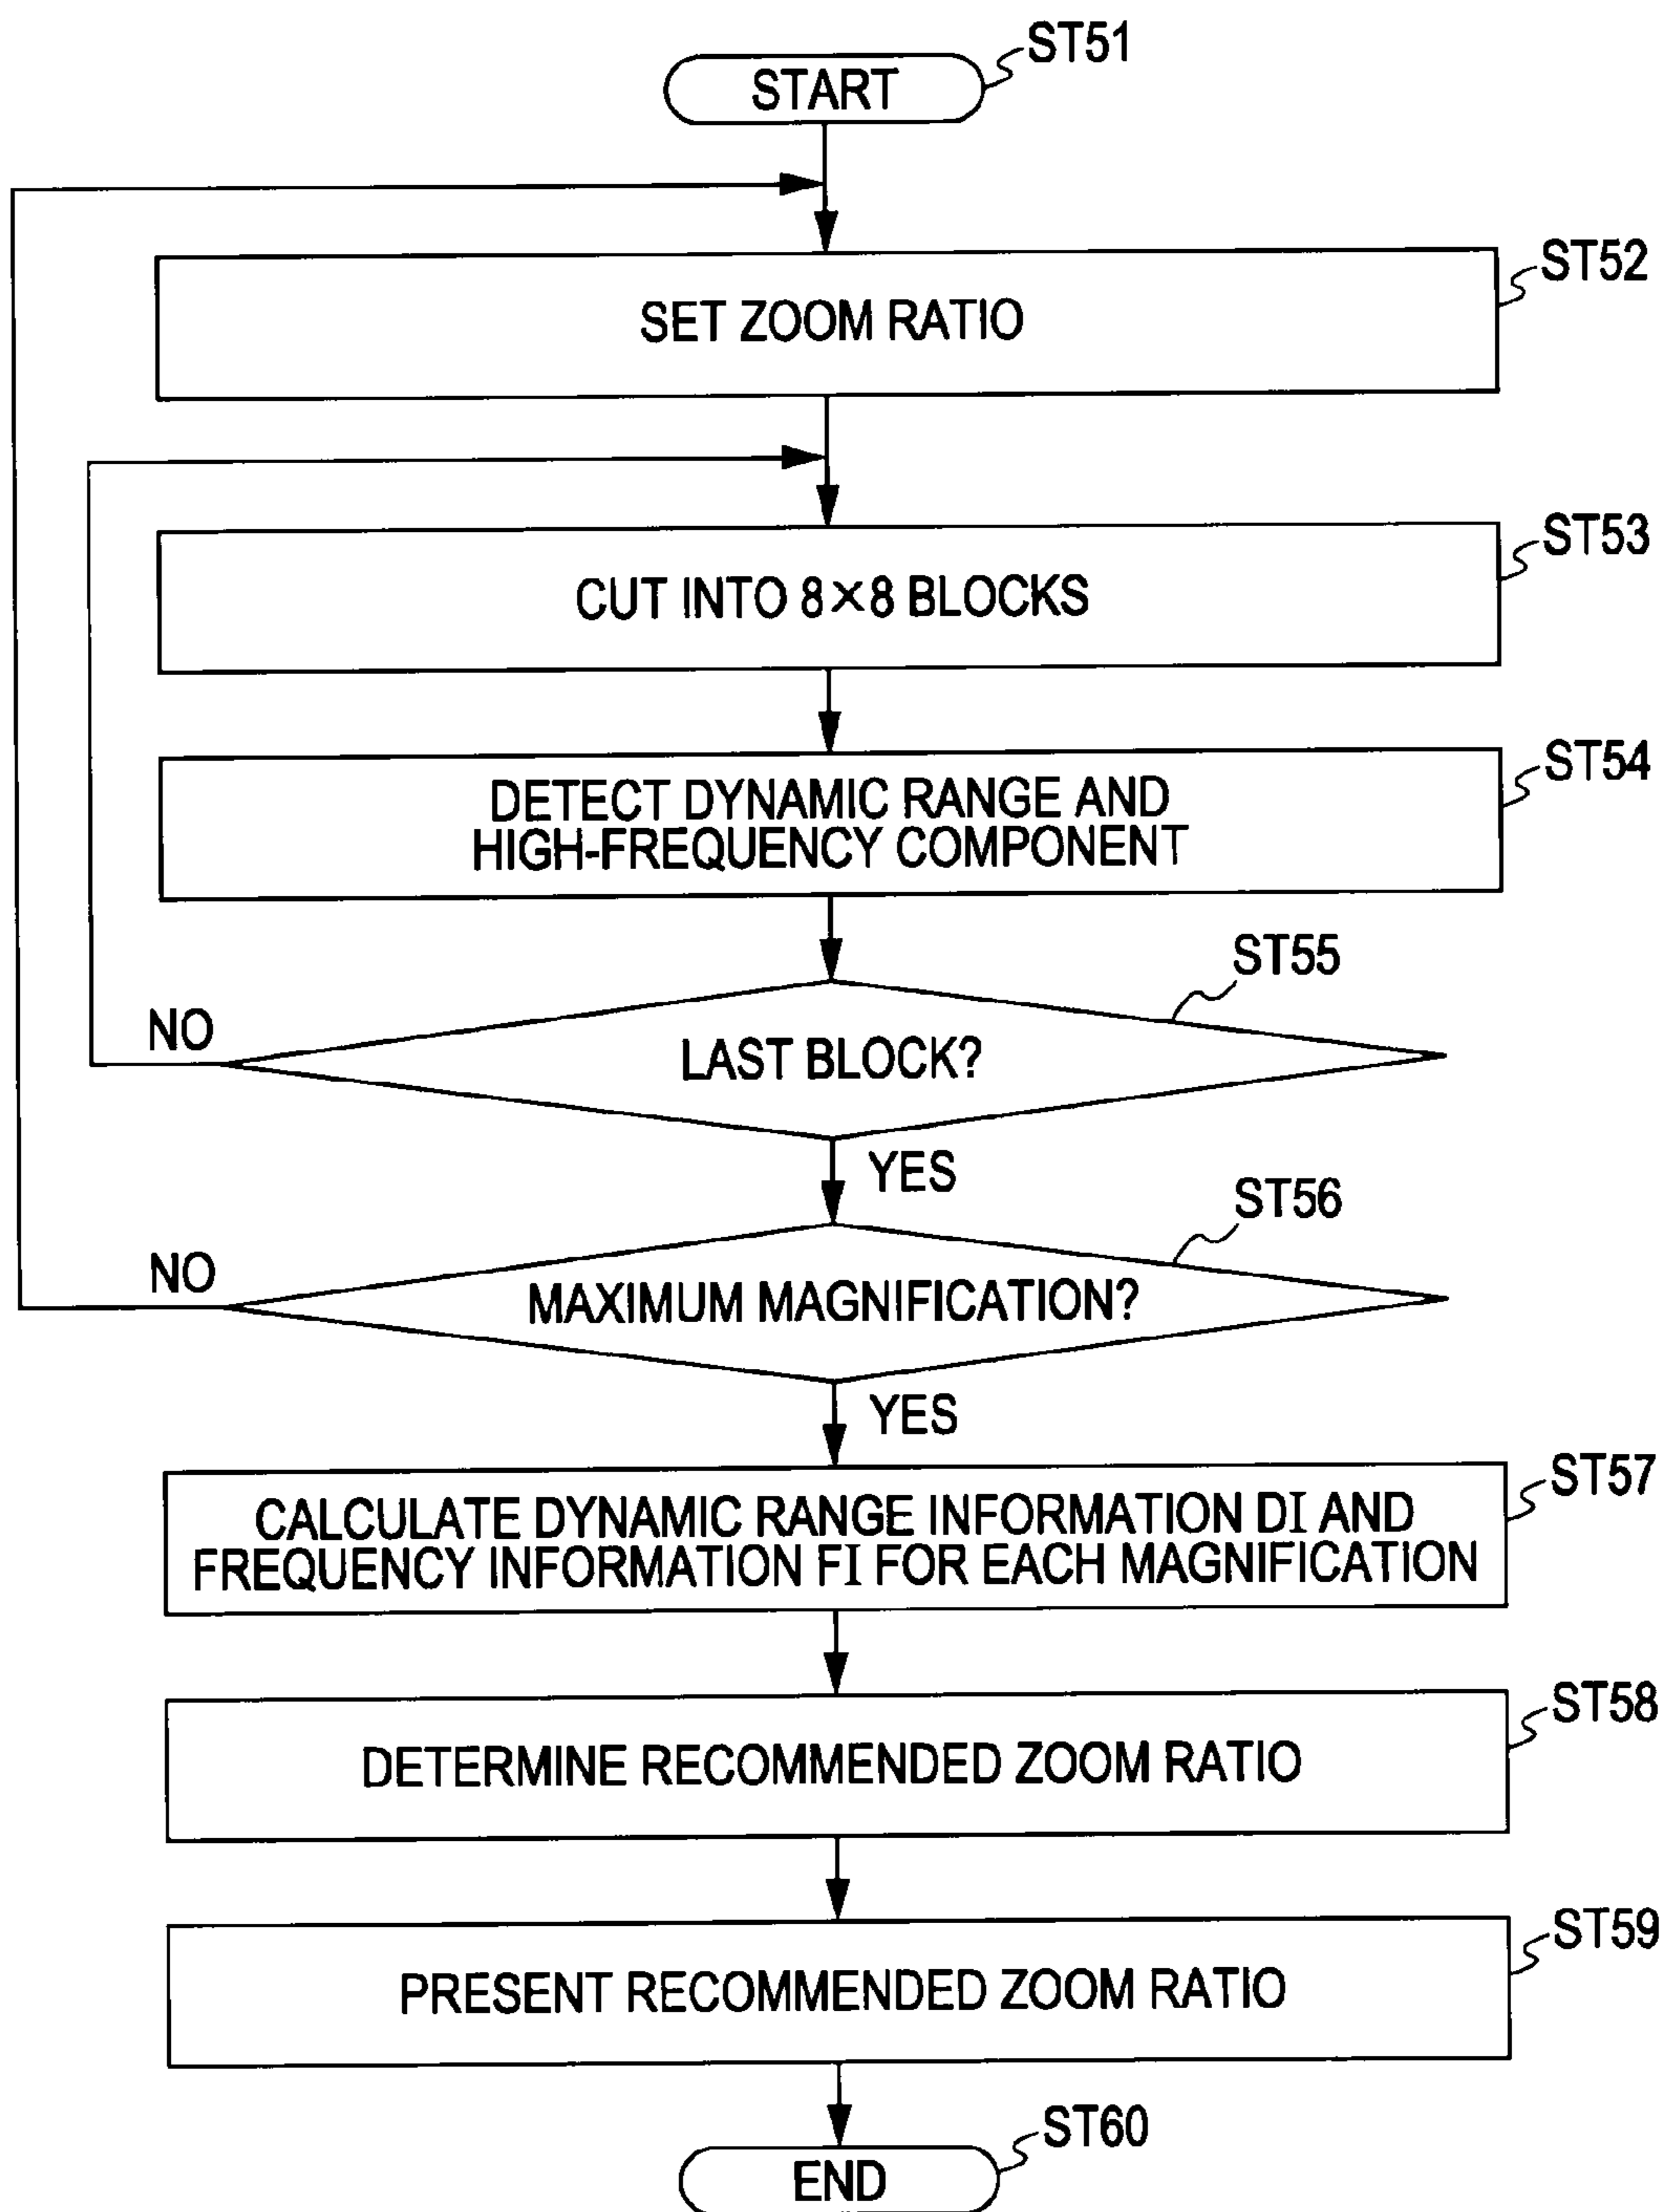 START
ST51
ST52
SET ZOOM RATIO
ST53
CUT INTO 8×8 BLOCKS
ST54
DETECT DYNAMIC RANGE AND
HIGH-FREQUENCY COMPONENT
ST55
NO
LAST BLOCK?
YES
ST56
NO
MAXIMUM MAGNIFICATION?
YES
ST57
CALCULATE DYNAMIC RANGE INFORMATION DI AND
FREQUENCY INFORMATION FI FOR EACH MAGNIFICATION
ST58
DETERMINE RECOMMENDED ZOOM RATIO
ST59
PRESENT RECOMMENDED ZOOM RATIO
ST60
END